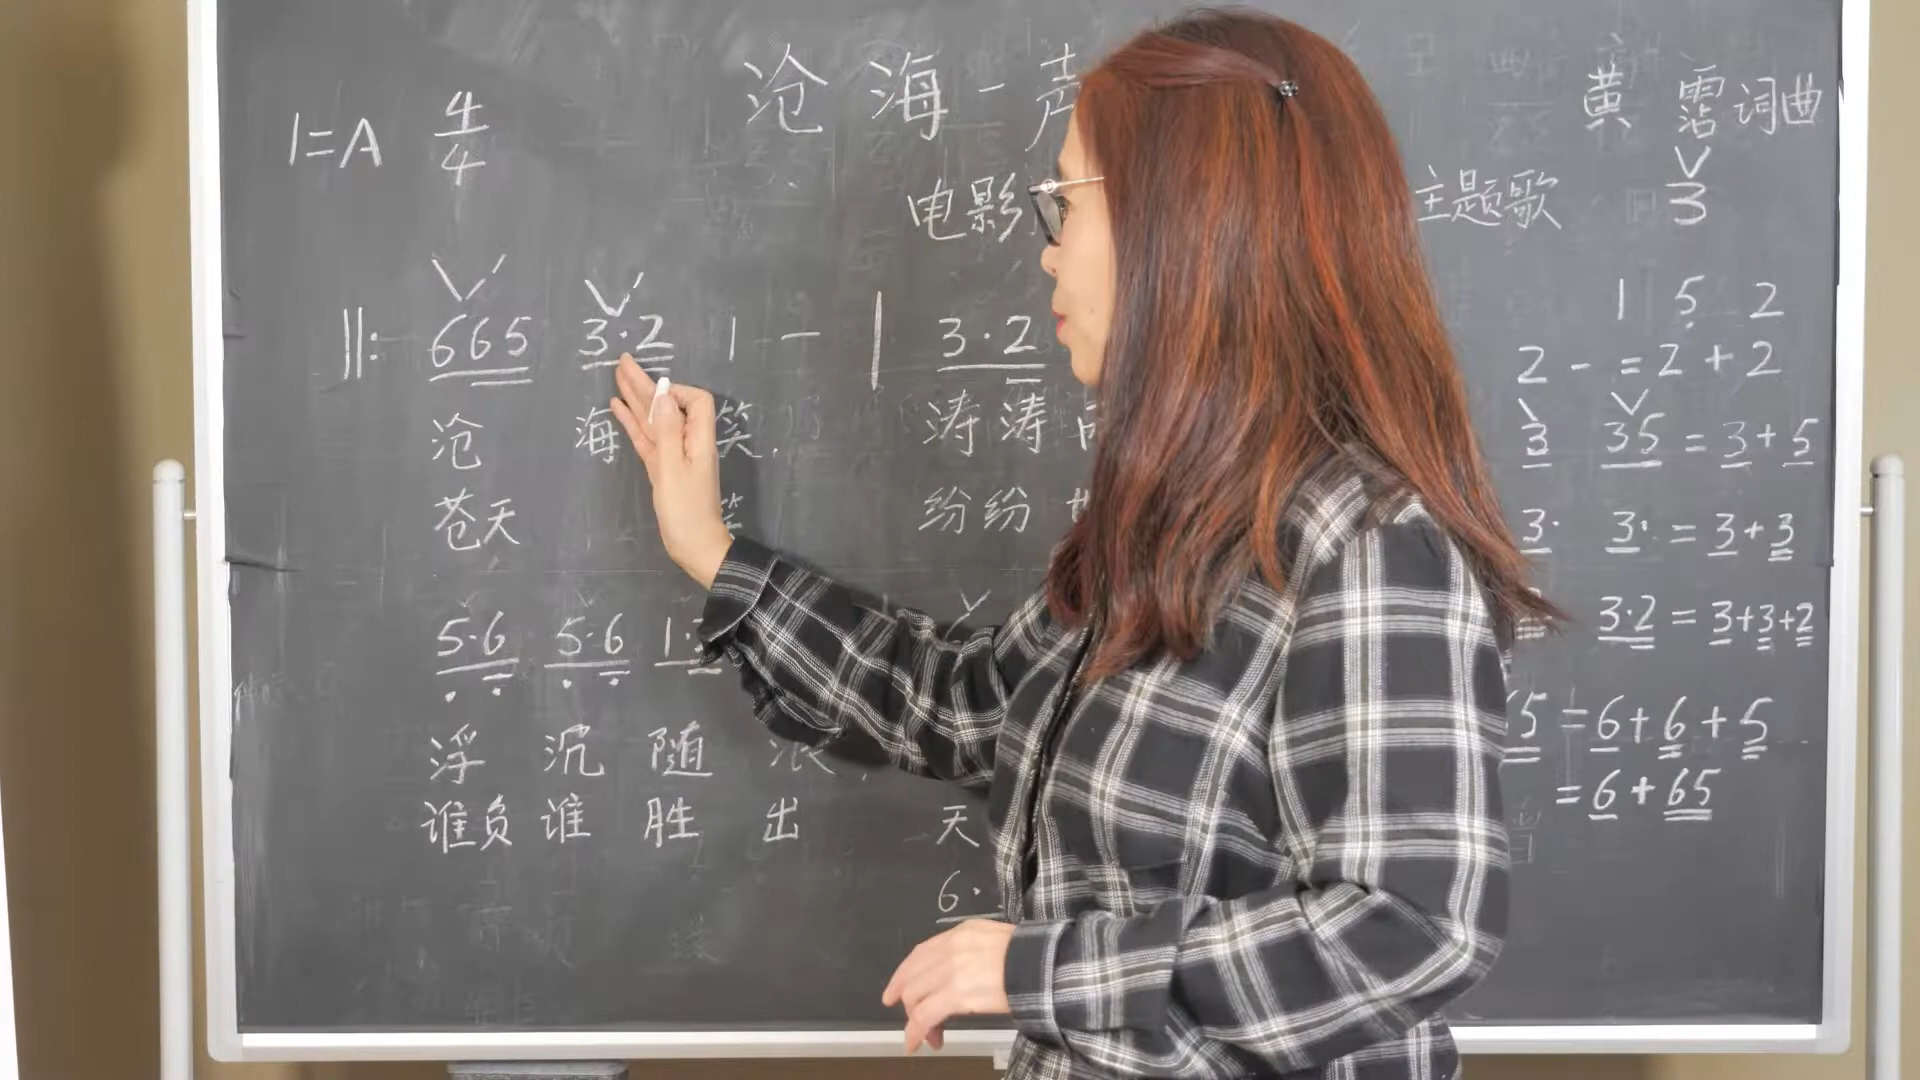 沧海一声
1=A 4/4
黄霑词曲
电影 主题歌
3
1 5 2
‖: 665 3·2 1 - | 3·2
2 - = 2 + 2
沧 海 笑, 涛涛
3 35 = 3 + 5
苍天 笑 纷纷
3· 3· = 3 + 3
5·6 5·6 1·
3·2 = 3+3+2
浮 沉 随 浪,
5 = 6 + 6 + 5
谁负谁 胜 出 天
= 6 + 65
6·